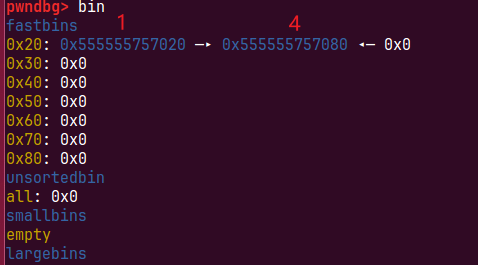 pwndbg> bin
fastbins 1 4
0x20: 0x555555757020 —▸ 0x555555757080 ◂— 0x0
0x30: 0x0
0x40: 0x0
0x50: 0x0
0x60: 0x0
0x70: 0x0
0x80: 0x0
unsortedbin
all: 0x0
smallbins
empty
largebins